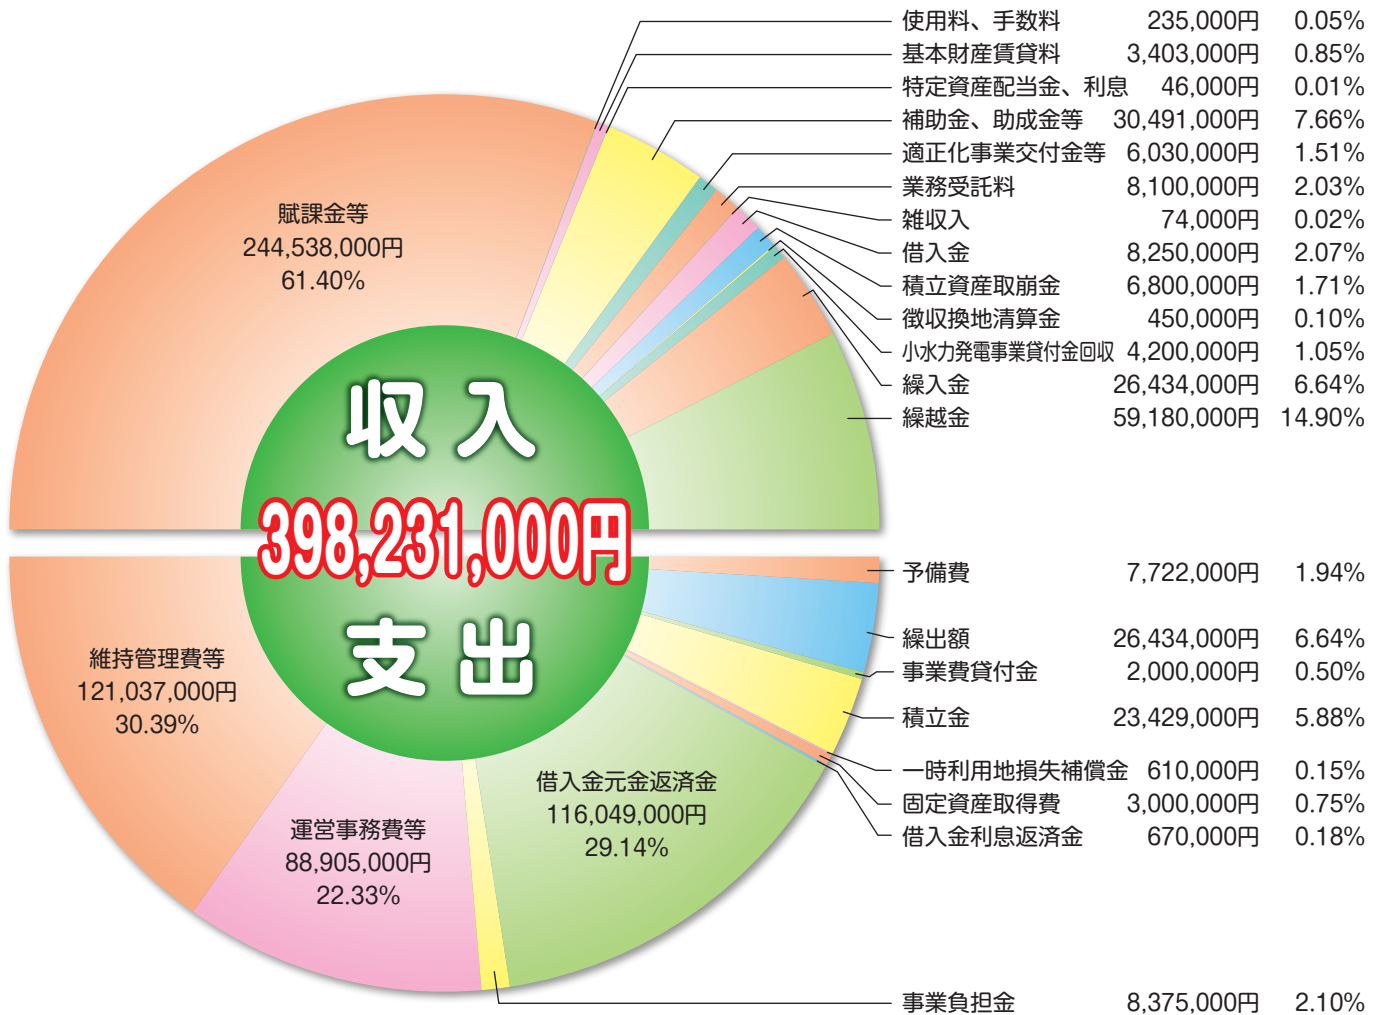 使用料、手数料 235,000円 0.05%
基本財産賃貸料 3,403,000円 0.85%
特定資産配当金、利息 46,000円 0.01%
補助金、助成金等 30,491,000円 7.66%
適正化事業交付金等 6,030,000円 1.51%
業務受託料 8,100,000円 2.03%
雑収入 74,000円 0.02%
借入金 8,250,000円 2.07%
積立資産取崩金 6,800,000円 1.71%
徴収換地清算金 450,000円 0.10%
小水力発電事業貸付金回収 4,200,000円 1.05%
繰入金 26,434,000円 6.64%
繰越金 59,180,000円 14.90%
賦課金等
244,538,000円
61.40%
収入
398,231,000円
支出
予備費 7,722,000円 1.94%
繰出額 26,434,000円 6.64%
事業費貸付金 2,000,000円 0.50%
積立金 23,429,000円 5.88%
一時利用地損失補償金 610,000円 0.15%
固定資産取得費 3,000,000円 0.75%
借入金利息返済金 670,000円 0.18%
維持管理費等
121,037,000円
30.39%
運営事務費等
88,905,000円
22.33%
借入金元金返済金
116,049,000円
29.14%
事業負担金 8,375,000円 2.10%